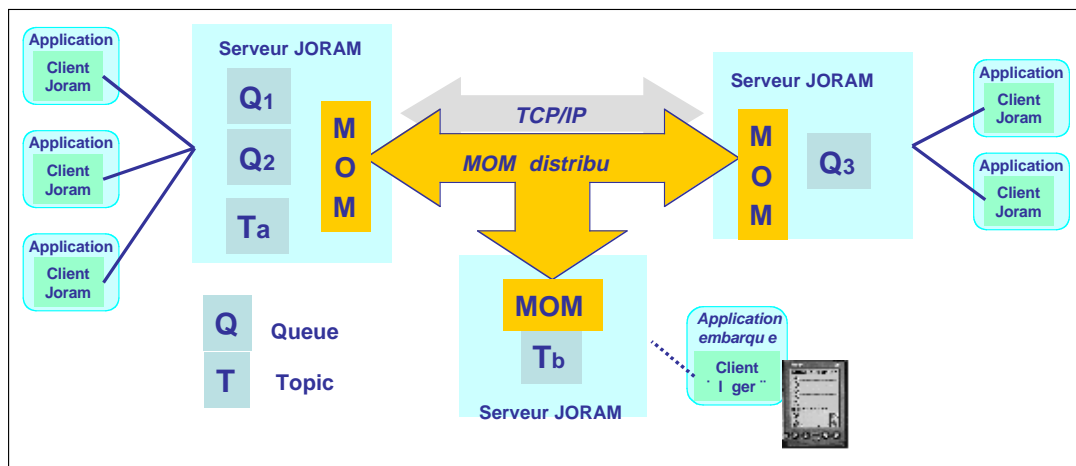 Application
Client
Joram
Application
Client
Joram
Application
Client
Joram
Serveur JORAM
Q1
Q2
Ta
M
O
M
TCP/IP
MOM distribu
Serveur JORAM
M
O
M
Q3
Application
Client
Joram
Application
Client
Joram
MOM
Tb
Serveur JORAM
Application
embarqu e
Client
¨ l ger ¨
Q Queue
T Topic